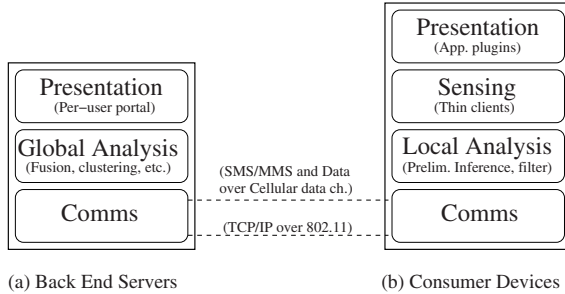 Presentation
(Per−user portal)
Global Analysis
(Fusion, clustering, etc.)
Comms
(a) Back End Servers
(SMS/MMS and Data
over Cellular data ch.)
(TCP/IP over 802.11)
Presentation
(App. plugins)
Sensing
(Thin clients)
Local Analysis
(Prelim. Inference, filter)
Comms
(b) Consumer Devices